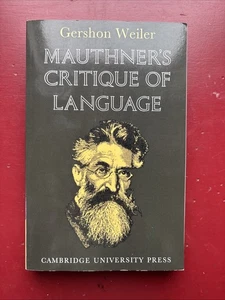 Gershon Weiler
MAUTHNER'S
CRITIQUE OF
LANGUAGE
CAMBRIDGE UNIVERSITY PRESS